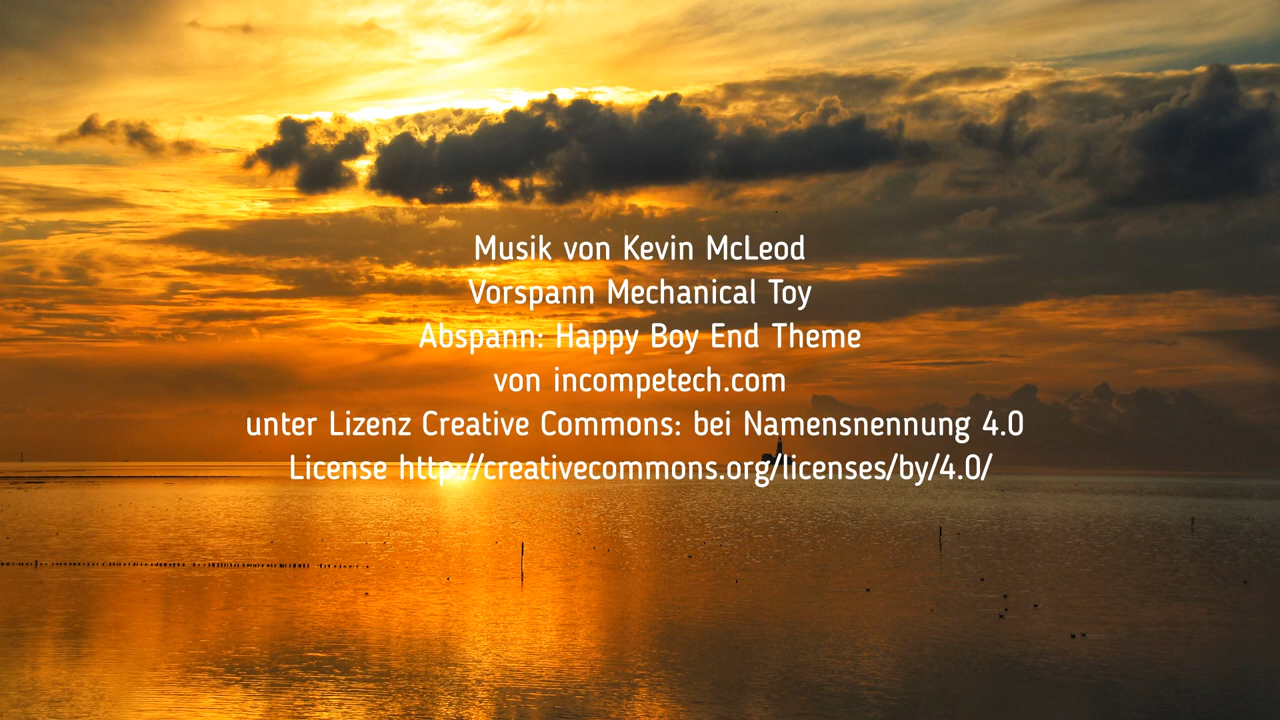 Musik von Kevin McLeod
Vorspann Mechanical Toy
Abspann: Happy Boy End Theme
von incompetech.com
unter Lizenz Creative Commons: bei Namensnennung 4.0
License http://creativecommons.org/licenses/by/4.0/